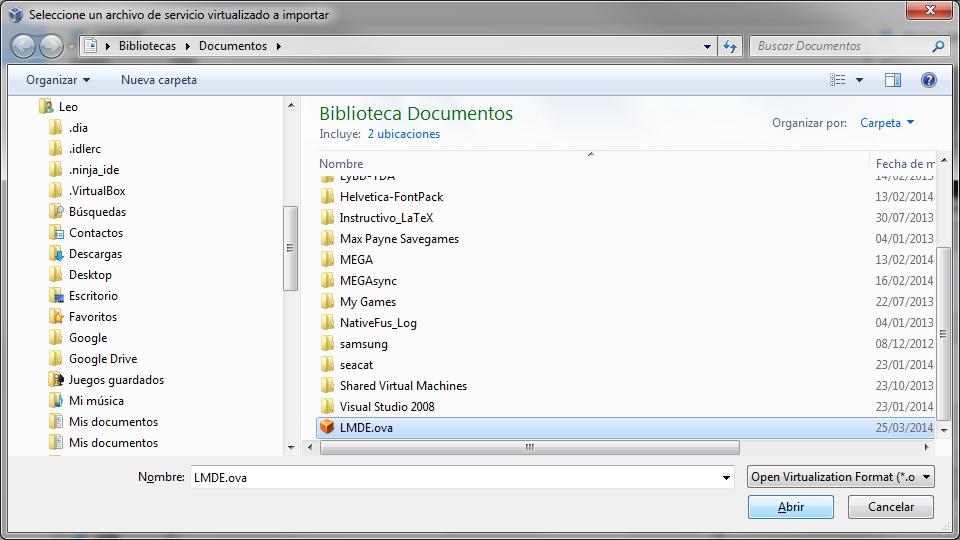 Seleccione un archivo de servicio virtualizado a importar
Bibliotecas Documentos
Buscar Documentos
Organizar Nueva carpeta
Leo
.dia
.idlerc
.ninja_ide
.VirtualBox
Búsquedas
Contactos
Descargas
Desktop
Escritorio
Favoritos
Google
Google Drive
Juegos guardados
Mi música
Mis documentos
Mis documentos
Biblioteca Documentos
Incluye: 2 ubicaciones
Organizar por: Carpeta
Nombre Fecha de m
EyBD-TDA 14/02/2013
Helvetica-FontPack 13/02/2014
Instructivo_LaTeX 30/07/2013
Max Payne Savegames 04/01/2013
MEGA 13/02/2014
MEGAsync 16/02/2014
My Games 22/07/2013
NativeFus_Log 04/01/2013
samsung 08/12/2012
seacat 23/01/2014
Shared Virtual Machines 23/10/2013
Visual Studio 2008 23/01/2014
LMDE.ova 25/03/2014
Nombre: LMDE.ova
Open Virtualization Format (*.o
Abrir Cancelar